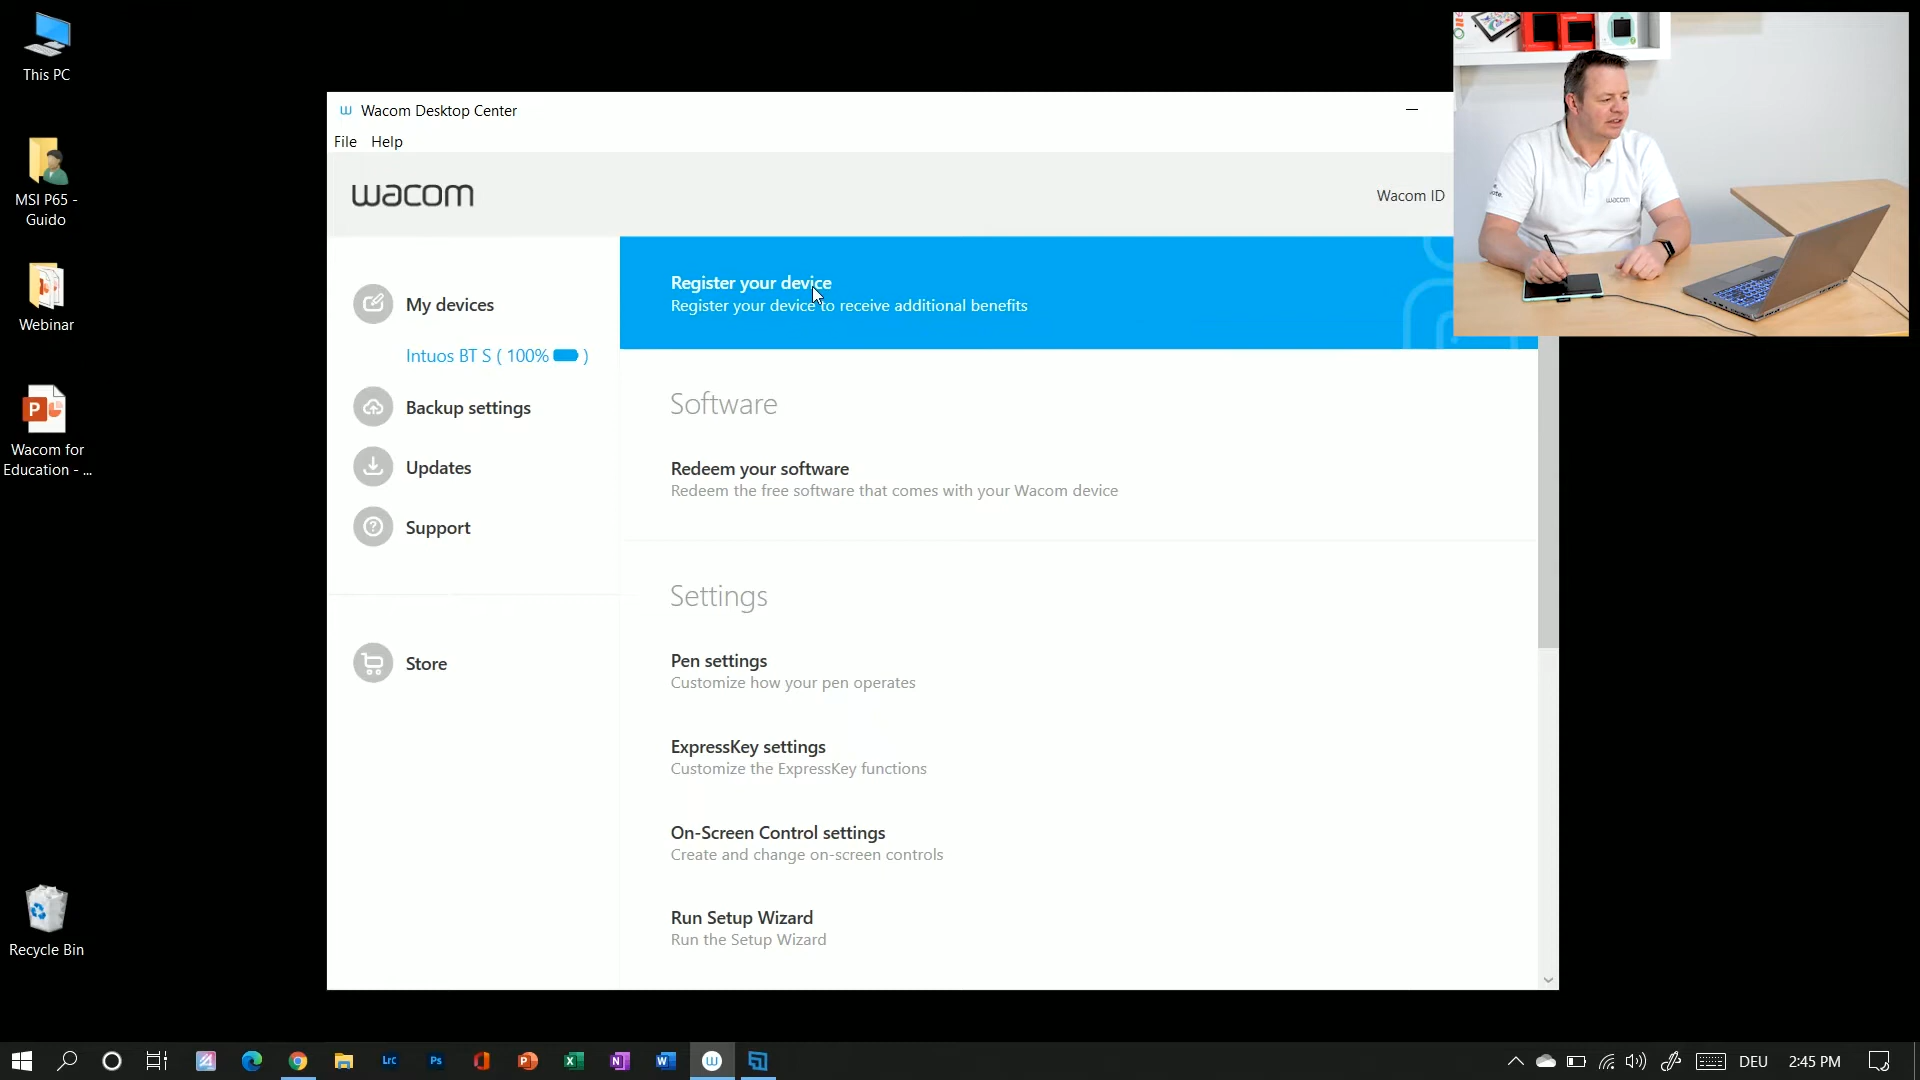 This PC
MSI P65 -
Guido
Webinar
Wacom for
Education - ...
Recycle Bin
Wacom Desktop Center
File Help
wacom
Wacom ID
My devices
Intuos BT S ( 100% )
Backup settings
Updates
Support
Store
Register your device
Register your device to receive additional benefits
Software
Redeem your software
Redeem the free software that comes with your Wacom device
Settings
Pen settings
Customize how your pen operates
ExpressKey settings
Customize the ExpressKey functions
On-Screen Control settings
Create and change on-screen controls
Run Setup Wizard
Run the Setup Wizard
wacom
Lrc
Ps
DEU
2:45 PM